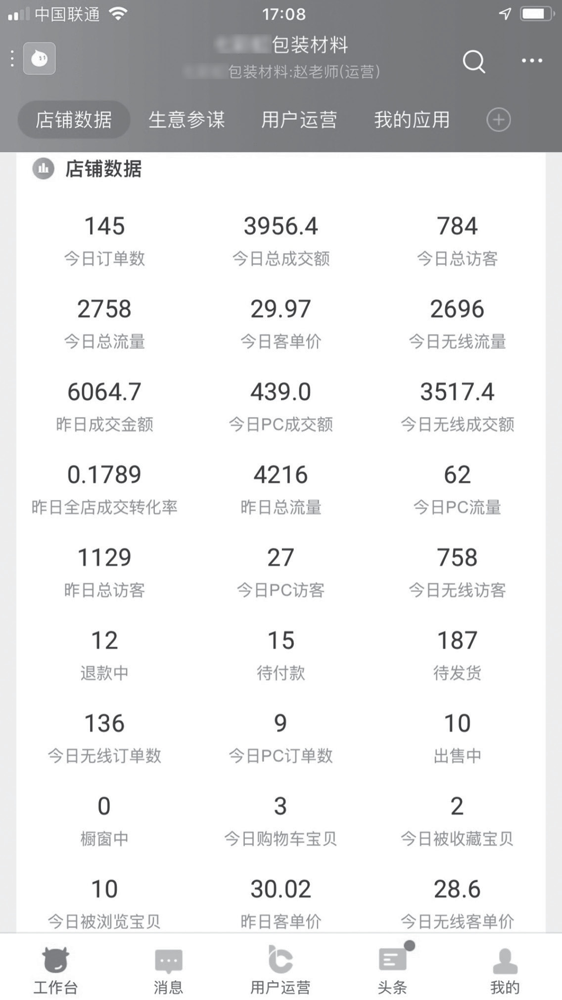 中国联通
17:08
包装材料
包装材料:赵老师(运营)
店铺数据 生意参谋 用户运营 我的应用
店铺数据
145 3956.4 784
今日订单数 今日总成交额 今日总访客
2758 29.97 2696
今日总流量 今日客单价 今日无线流量
6064.7 439.0 3517.4
昨日成交金额 今日PC成交额 今日无线成交额
0.1789 4216 62
昨日全店成交转化率 昨日总流量 今日PC流量
1129 27 758
昨日总访客 今日PC访客 今日无线访客
12 15 187
退款中 待付款 待发货
136 9 10
今日无线订单数 今日PC订单数 出售中
0 3 2
橱窗中 今日购物车宝贝 今日被收藏宝贝
10 30.02 28.6
今日被浏览宝贝 昨日客单价 今日无线客单价
工作台 消息 用户运营 头条 我的